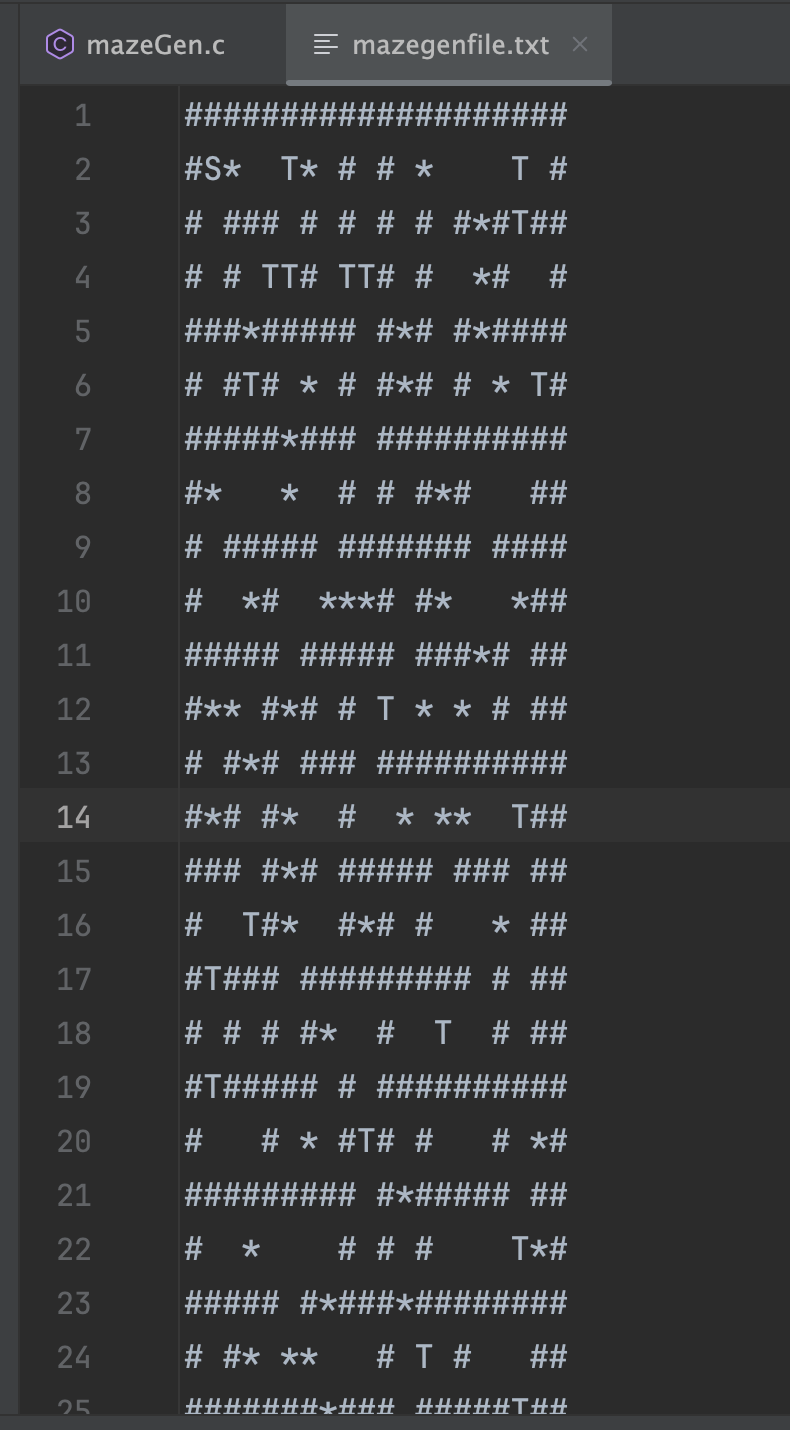 mazeGen.c mazegenfile.txt ×
1 ####################
2 #S*  T* # # *    T #
3 # ### # # # # #*#T##
4 # # TT# TT# #  *#  #
5 ###*##### #*# #*####
6 # #T# * # #*# # * T#
7 #####*### ##########
8 #*   *  # # #*#   ##
9 # ##### ####### ####
10 #  *#  ***# #*   *##
11 ##### ##### ###*# ##
12 #** #*# # T * * # ##
13 # #*# ### ##########
14 #*# #*  #  * **  T##
15 ### #*# ##### ### ##
16 #  T#*  #*# #   * ##
17 #T### ######### # ##
18 # # # #*  #  T  # ##
19 #T##### # ##########
20 #   # * #T# #   # *#
21 ######### #*##### ##
22 #  *    # # #    T*#
23 ##### #*###*########
24 # #* **   # T #   ##
25 #######*### #####T##